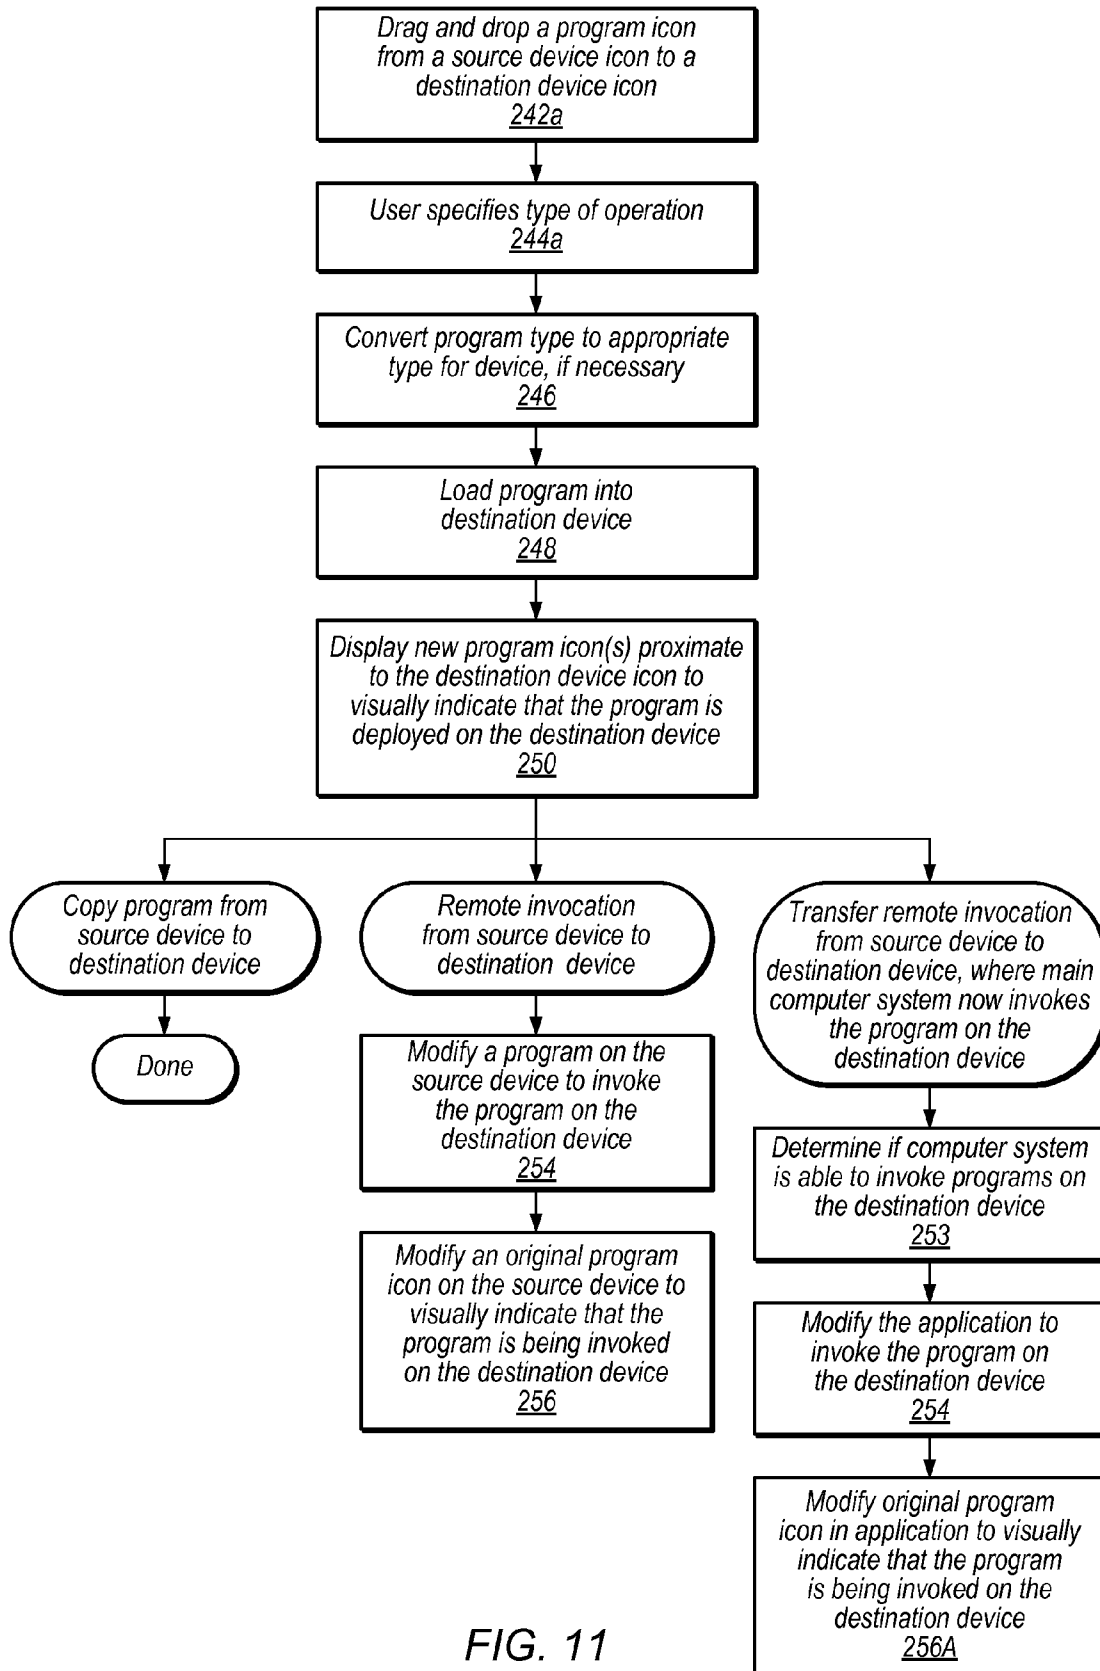 Drag and drop a program icon
from a source device icon to a
destination device icon
242a
User specifies type of operation
244a
Convert program type to appropriate
type for device, if necessary
246
Load program into
destination device
248
Display new program icon(s) proximate
to the destination device icon to
visually indicate that the program is
deployed on the destination device
250
Copy program from
source device to
destination device
Done
Remote invocation
from source device to
destination device
Modify a program on the
source device to invoke
the program on the
destination device
254
Modify an original program
icon on the source device to
visually indicate that the
program is being invoked
on the destination device
256
Transfer remote invocation
from source device to
destination device, where main
computer system now invokes
the program on the
destination device
Determine if computer system
is able to invoke programs on
the destination device
253
Modify the application to
invoke the program on
the destination device
254
Modify original program
icon in application to visually
indicate that the program
is being invoked on the
destination device
256A
FIG. 11